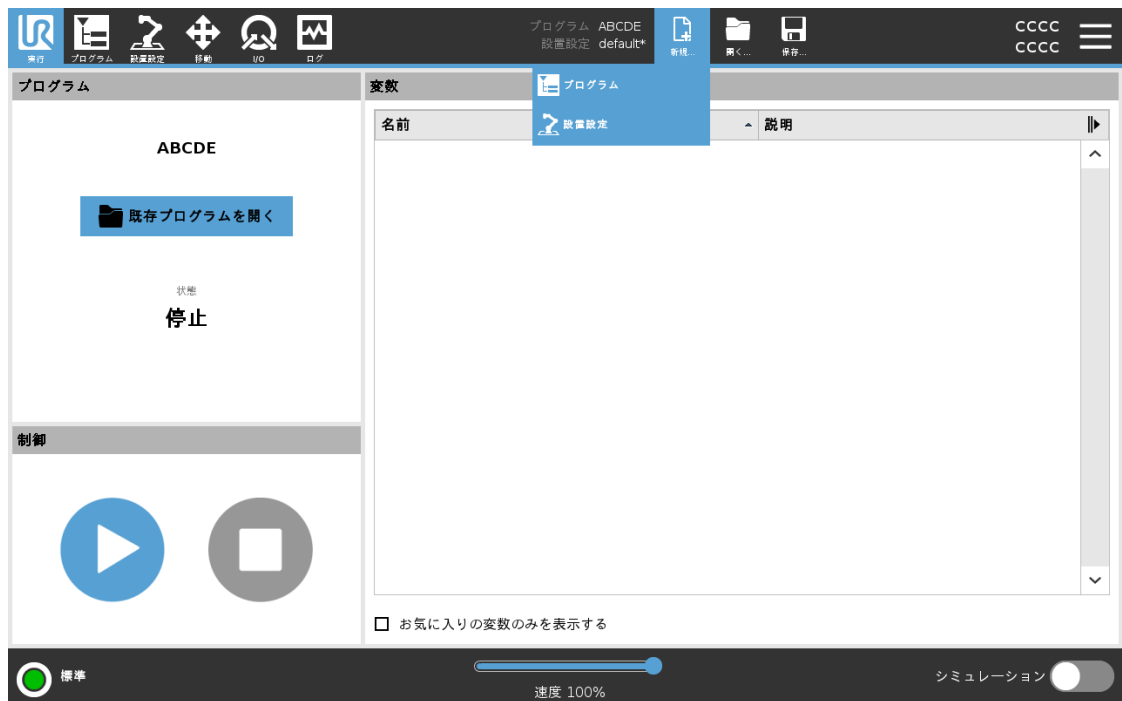 UR
実行
プログラム
設置設定
移動
I/O
ログ
プログラム ABCDE
設置設定 default*
新規...
開く...
保存...
CCCC
CCCC
プログラム
設置設定
プログラム
ABCDE
既存プログラムを開く
状態
停止
制御
変数
名前
説明
お気に入りの変数のみを表示する
標準
速度 100%
シミュレーション